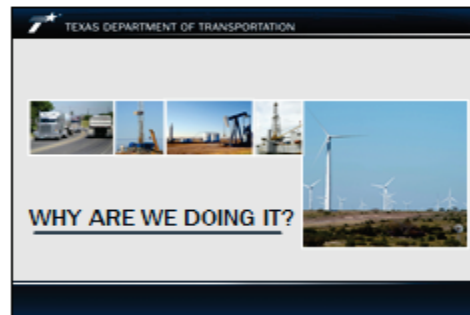 TEXAS DEPARTMENT OF TRANSPORTATION
WHY ARE WE DOING IT?